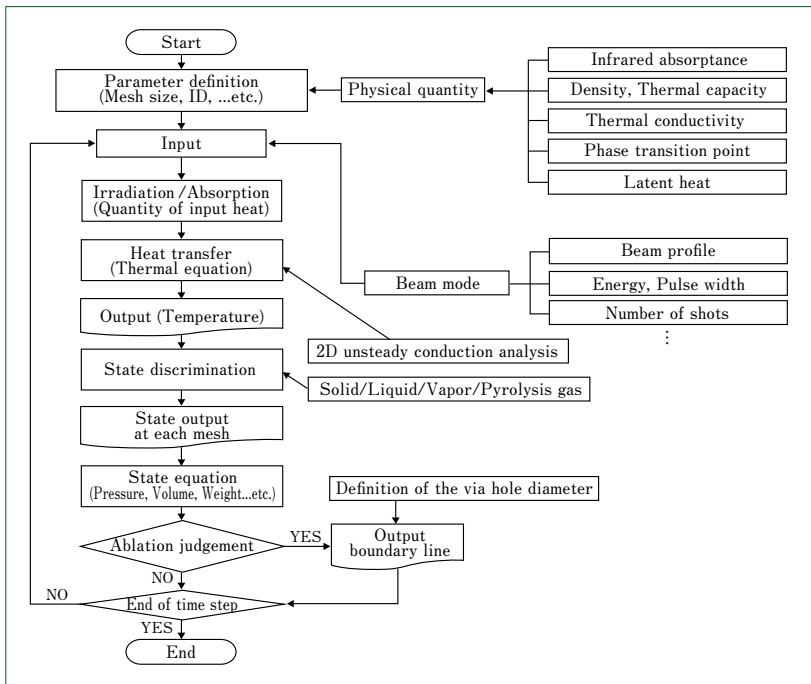 Start
Parameter definition
(Mesh size, ID, ...etc.)
Physical quantity
Infrared absorptance
Density, Thermal capacity
Thermal conductivity
Phase transition point
Latent heat
Input
Irradiation/Absorption
(Quantity of input heat)
Heat transfer
(Thermal equation)
Beam mode
Beam profile
Energy, Pulse width
Number of shots
⋮
Output (Temperature)
2D unsteady conduction analysis
State discrimination
Solid/Liquid/Vapor/Pyrolysis gas
State output
at each mesh
State equation
(Pressure, Volume, Weight...etc.)
Definition of the via hole diameter
Ablation judgement
YES
Output
boundary line
NO
NO
End of time step
YES
End